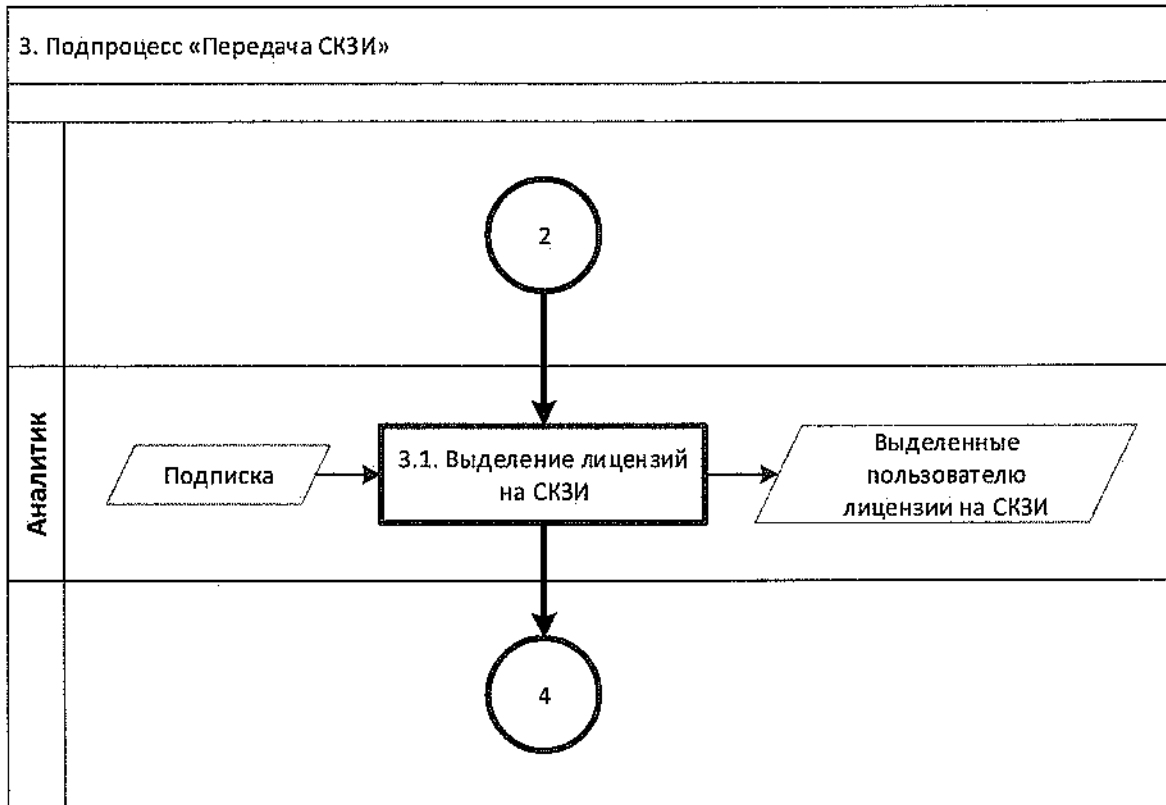 3. Подпроцесс «Передача СКЗИ»
2
Аналитик
Подписка
3.1. Выделение лицензий
на СКЗИ
Выделенные
пользователю
лицензии на СКЗИ
4